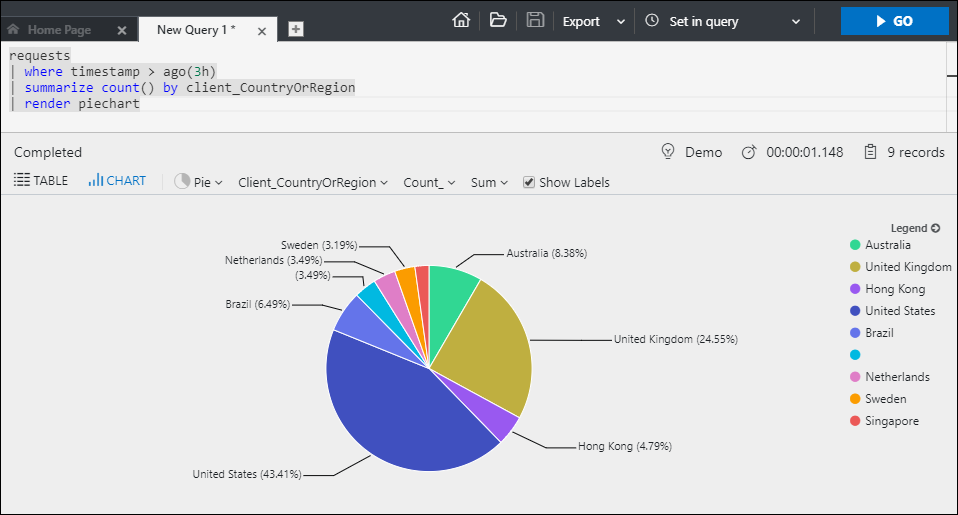 Home Page
New Query 1 *
Export
Set in query
GO
requests
| where timestamp > ago(3h)
| summarize count() by client_CountryOrRegion
| render piechart
Completed
Demo
00:00:01.148
9 records
TABLE
CHART
Pie
Client_CountryOrRegion
Count_
Sum
Show Labels
Legend
Australia
United Kingdom
Hong Kong
United States
Brazil
Netherlands
Sweden
Singapore
Sweden (3.19%)
Netherlands (3.49%)
(3.49%)
Brazil (6.49%)
United States (43.41%)
Australia (8.38%)
United Kingdom (24.55%)
Hong Kong (4.79%)